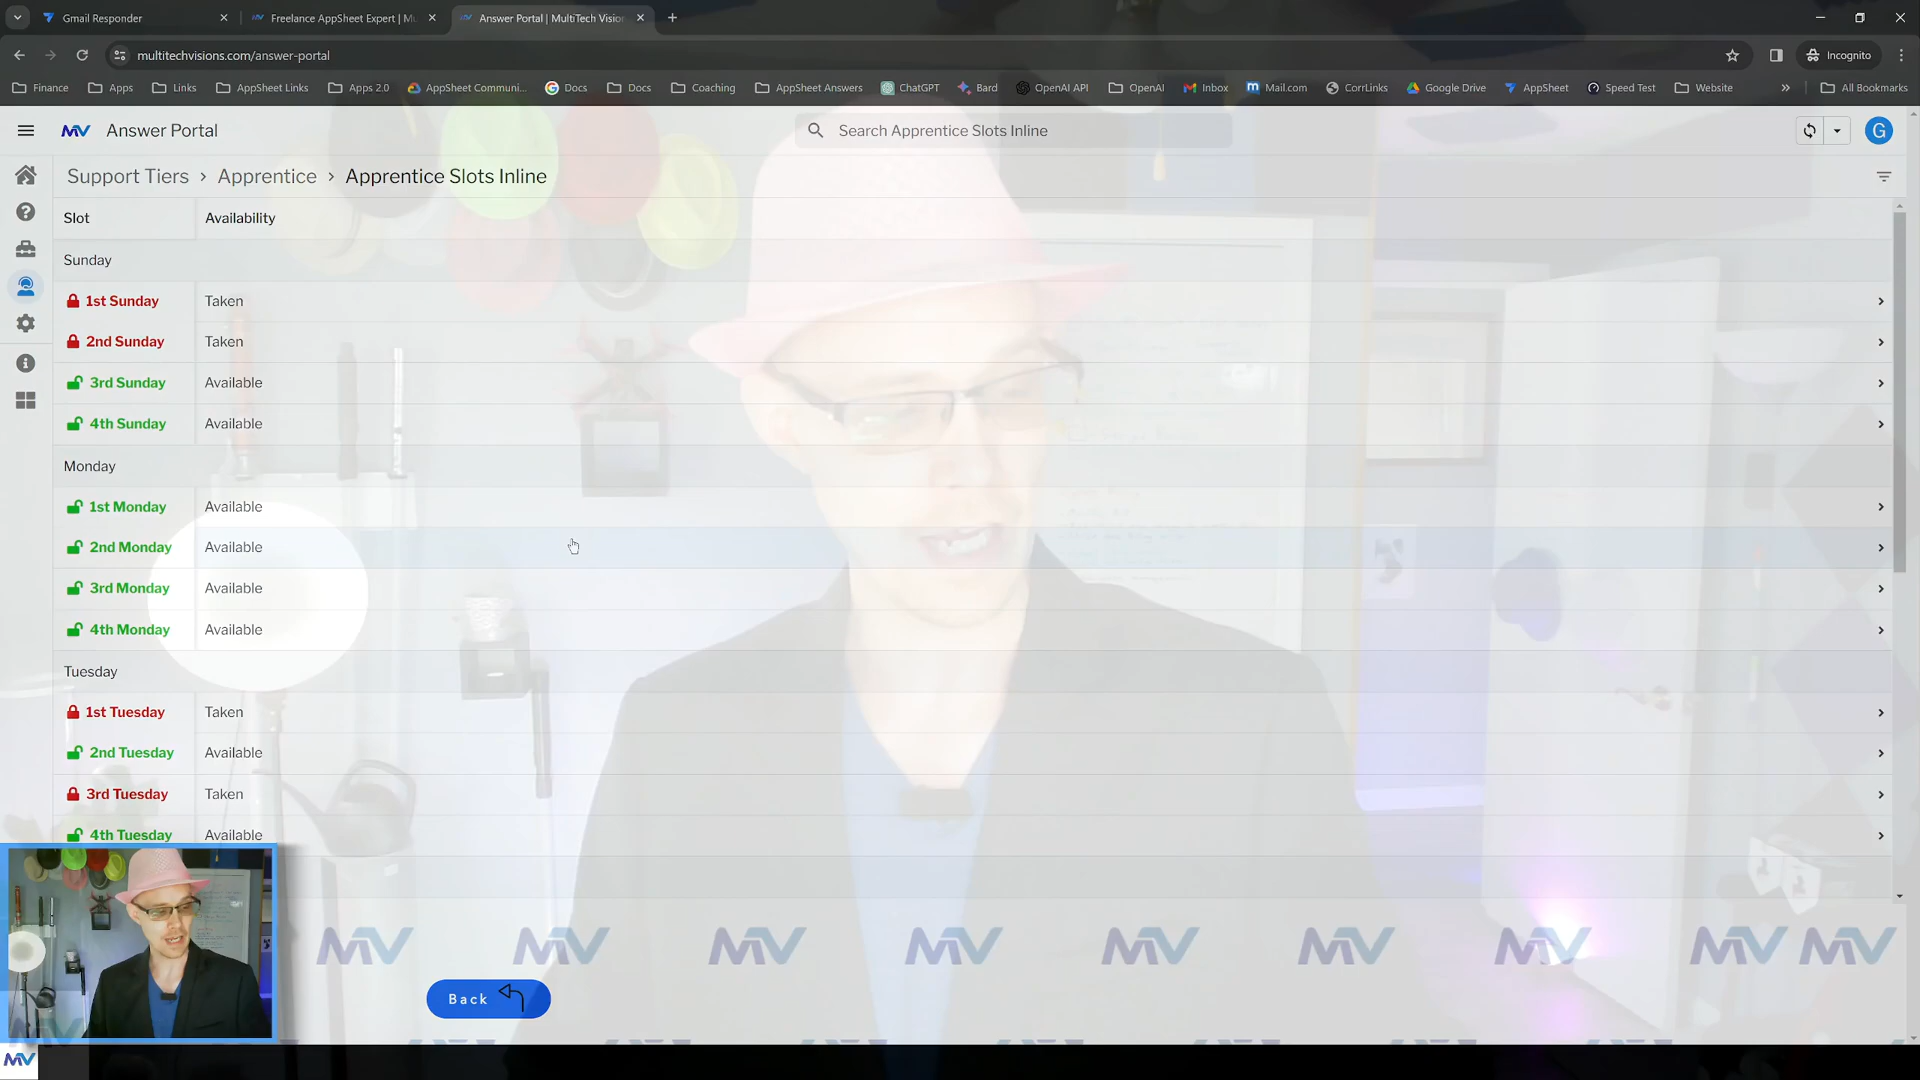 Gmail Responder
Freelance AppSheet Expert | Mu
Answer Portal | MultiTech Vision
multitechvisions.com/answer-portal
Incognito
Finance
Apps
Links
AppSheet Links
Apps 2.0
AppSheet Communi...
Docs
Docs
Coaching
AppSheet Answers
ChatGPT
Bard
OpenAI API
OpenAI
Inbox
Mail.com
CorrLinks
Google Drive
AppSheet
Speed Test
Website
»
All Bookmarks
MV
Answer Portal
Search Apprentice Slots Inline
G
Support Tiers > Apprentice > Apprentice Slots Inline
Slot Availability
Sunday
1st Sunday Taken
2nd Sunday Taken
3rd Sunday Available
4th Sunday Available
Monday
1st Monday Available
2nd Monday Available
3rd Monday Available
4th Monday Available
Tuesday
1st Tuesday Taken
2nd Tuesday Available
3rd Tuesday Taken
4th Tuesday Available
MV MV MV MV MV MV MV MV MV
Back
MV